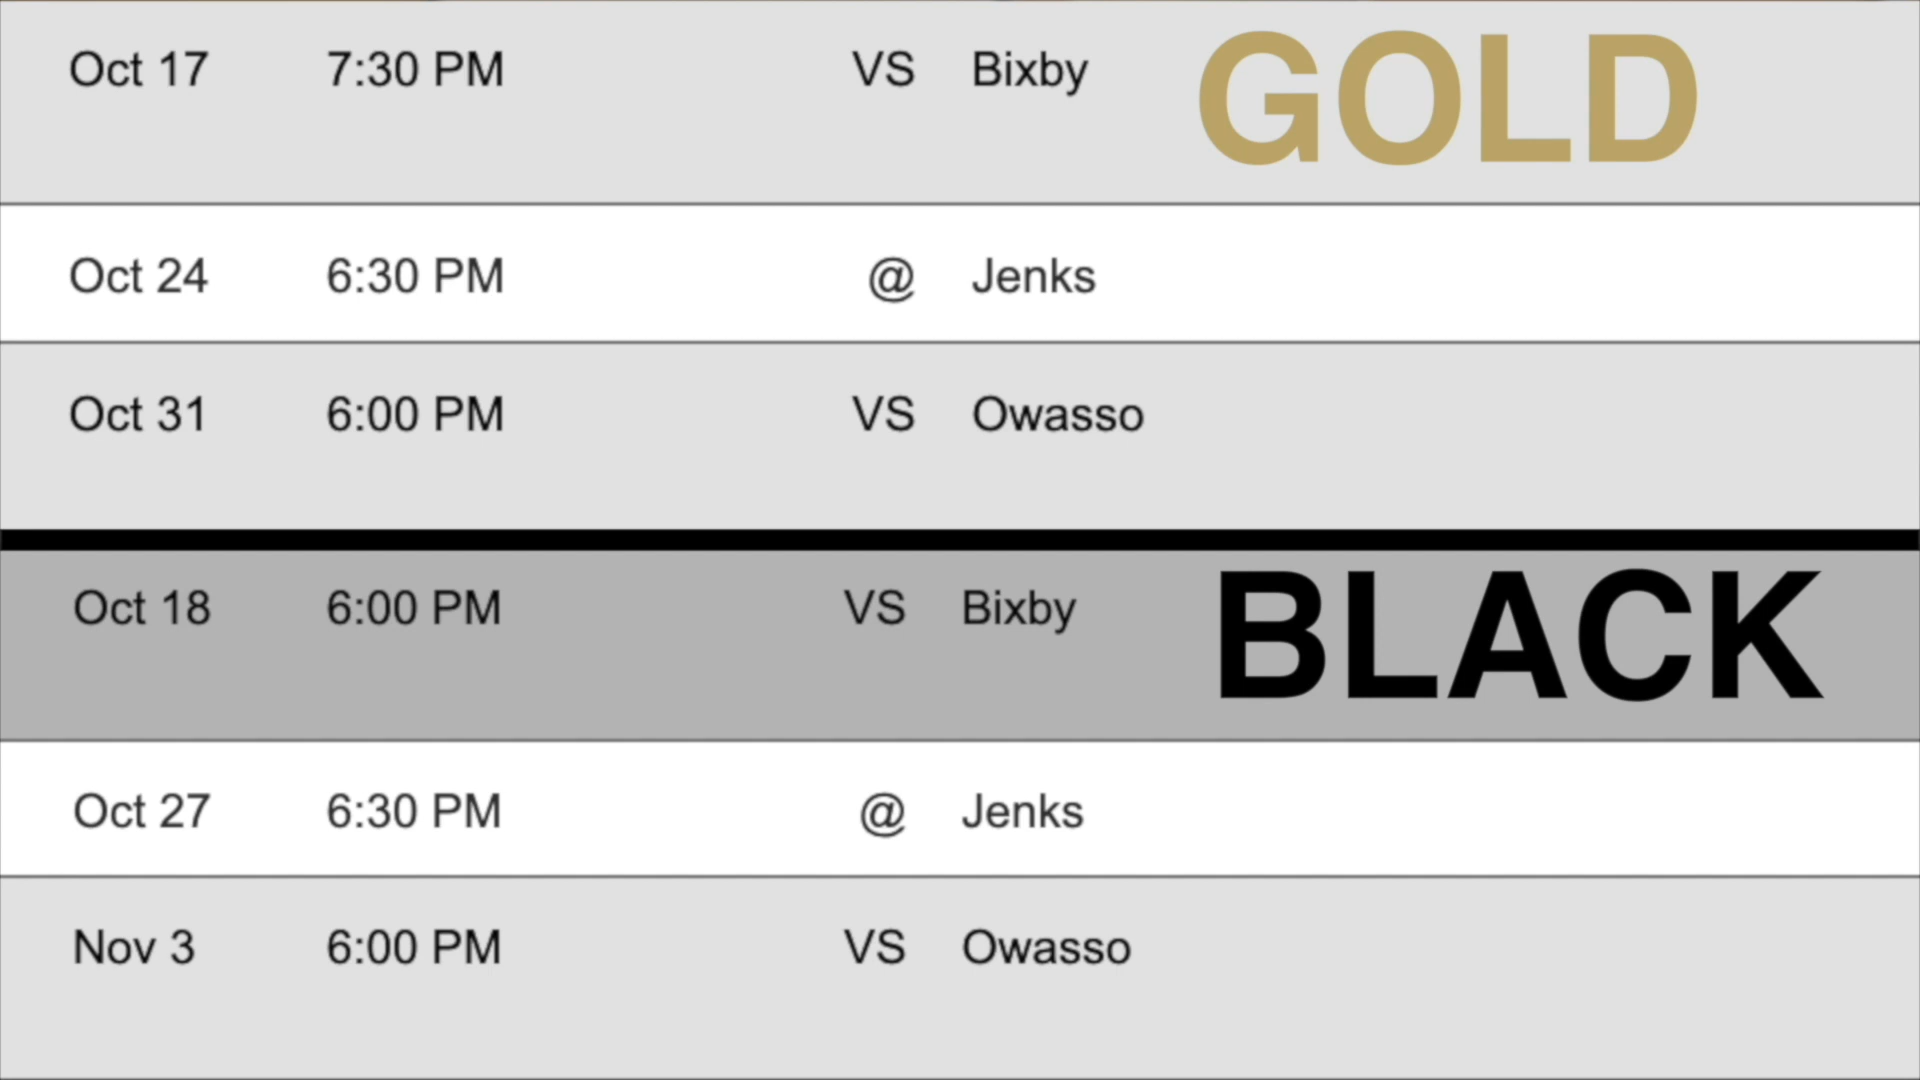 Oct 17 7:30 PM VS Bixby GOLD
Oct 24 6:30 PM @ Jenks
Oct 31 6:00 PM VS Owasso
Oct 18 6:00 PM VS Bixby BLACK
Oct 27 6:30 PM @ Jenks
Nov 3 6:00 PM VS Owasso